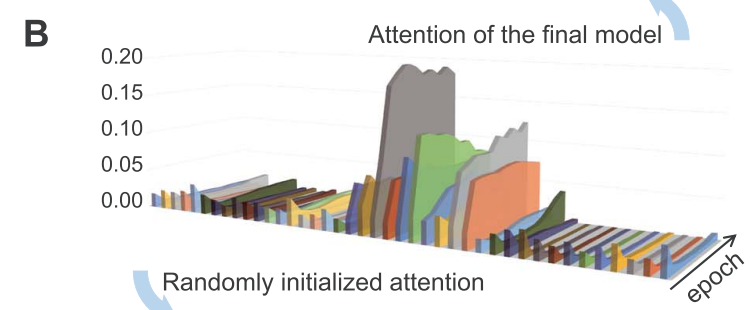 B
Attention of the final model
0.20
0.15
0.10
0.05
0.00
Randomly initialized attention
epoch